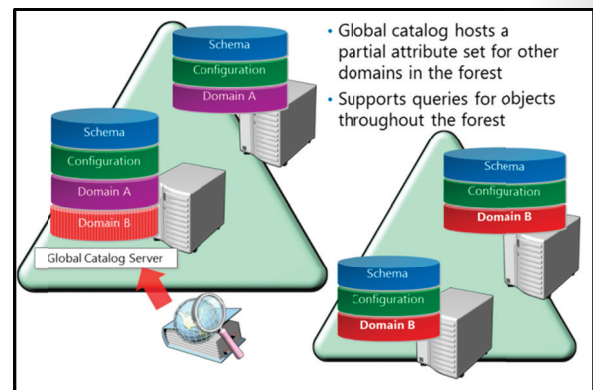 • Global catalog hosts
a partial attribute set for other
domains in the forest
• Supports queries for objects
throughout the forest
Schema
Configuration
Domain A
Schema
Configuration
Domain A
Domain B
Global Catalog Server
Schema
Configuration
Domain B
Schema
Configuration
Domain B